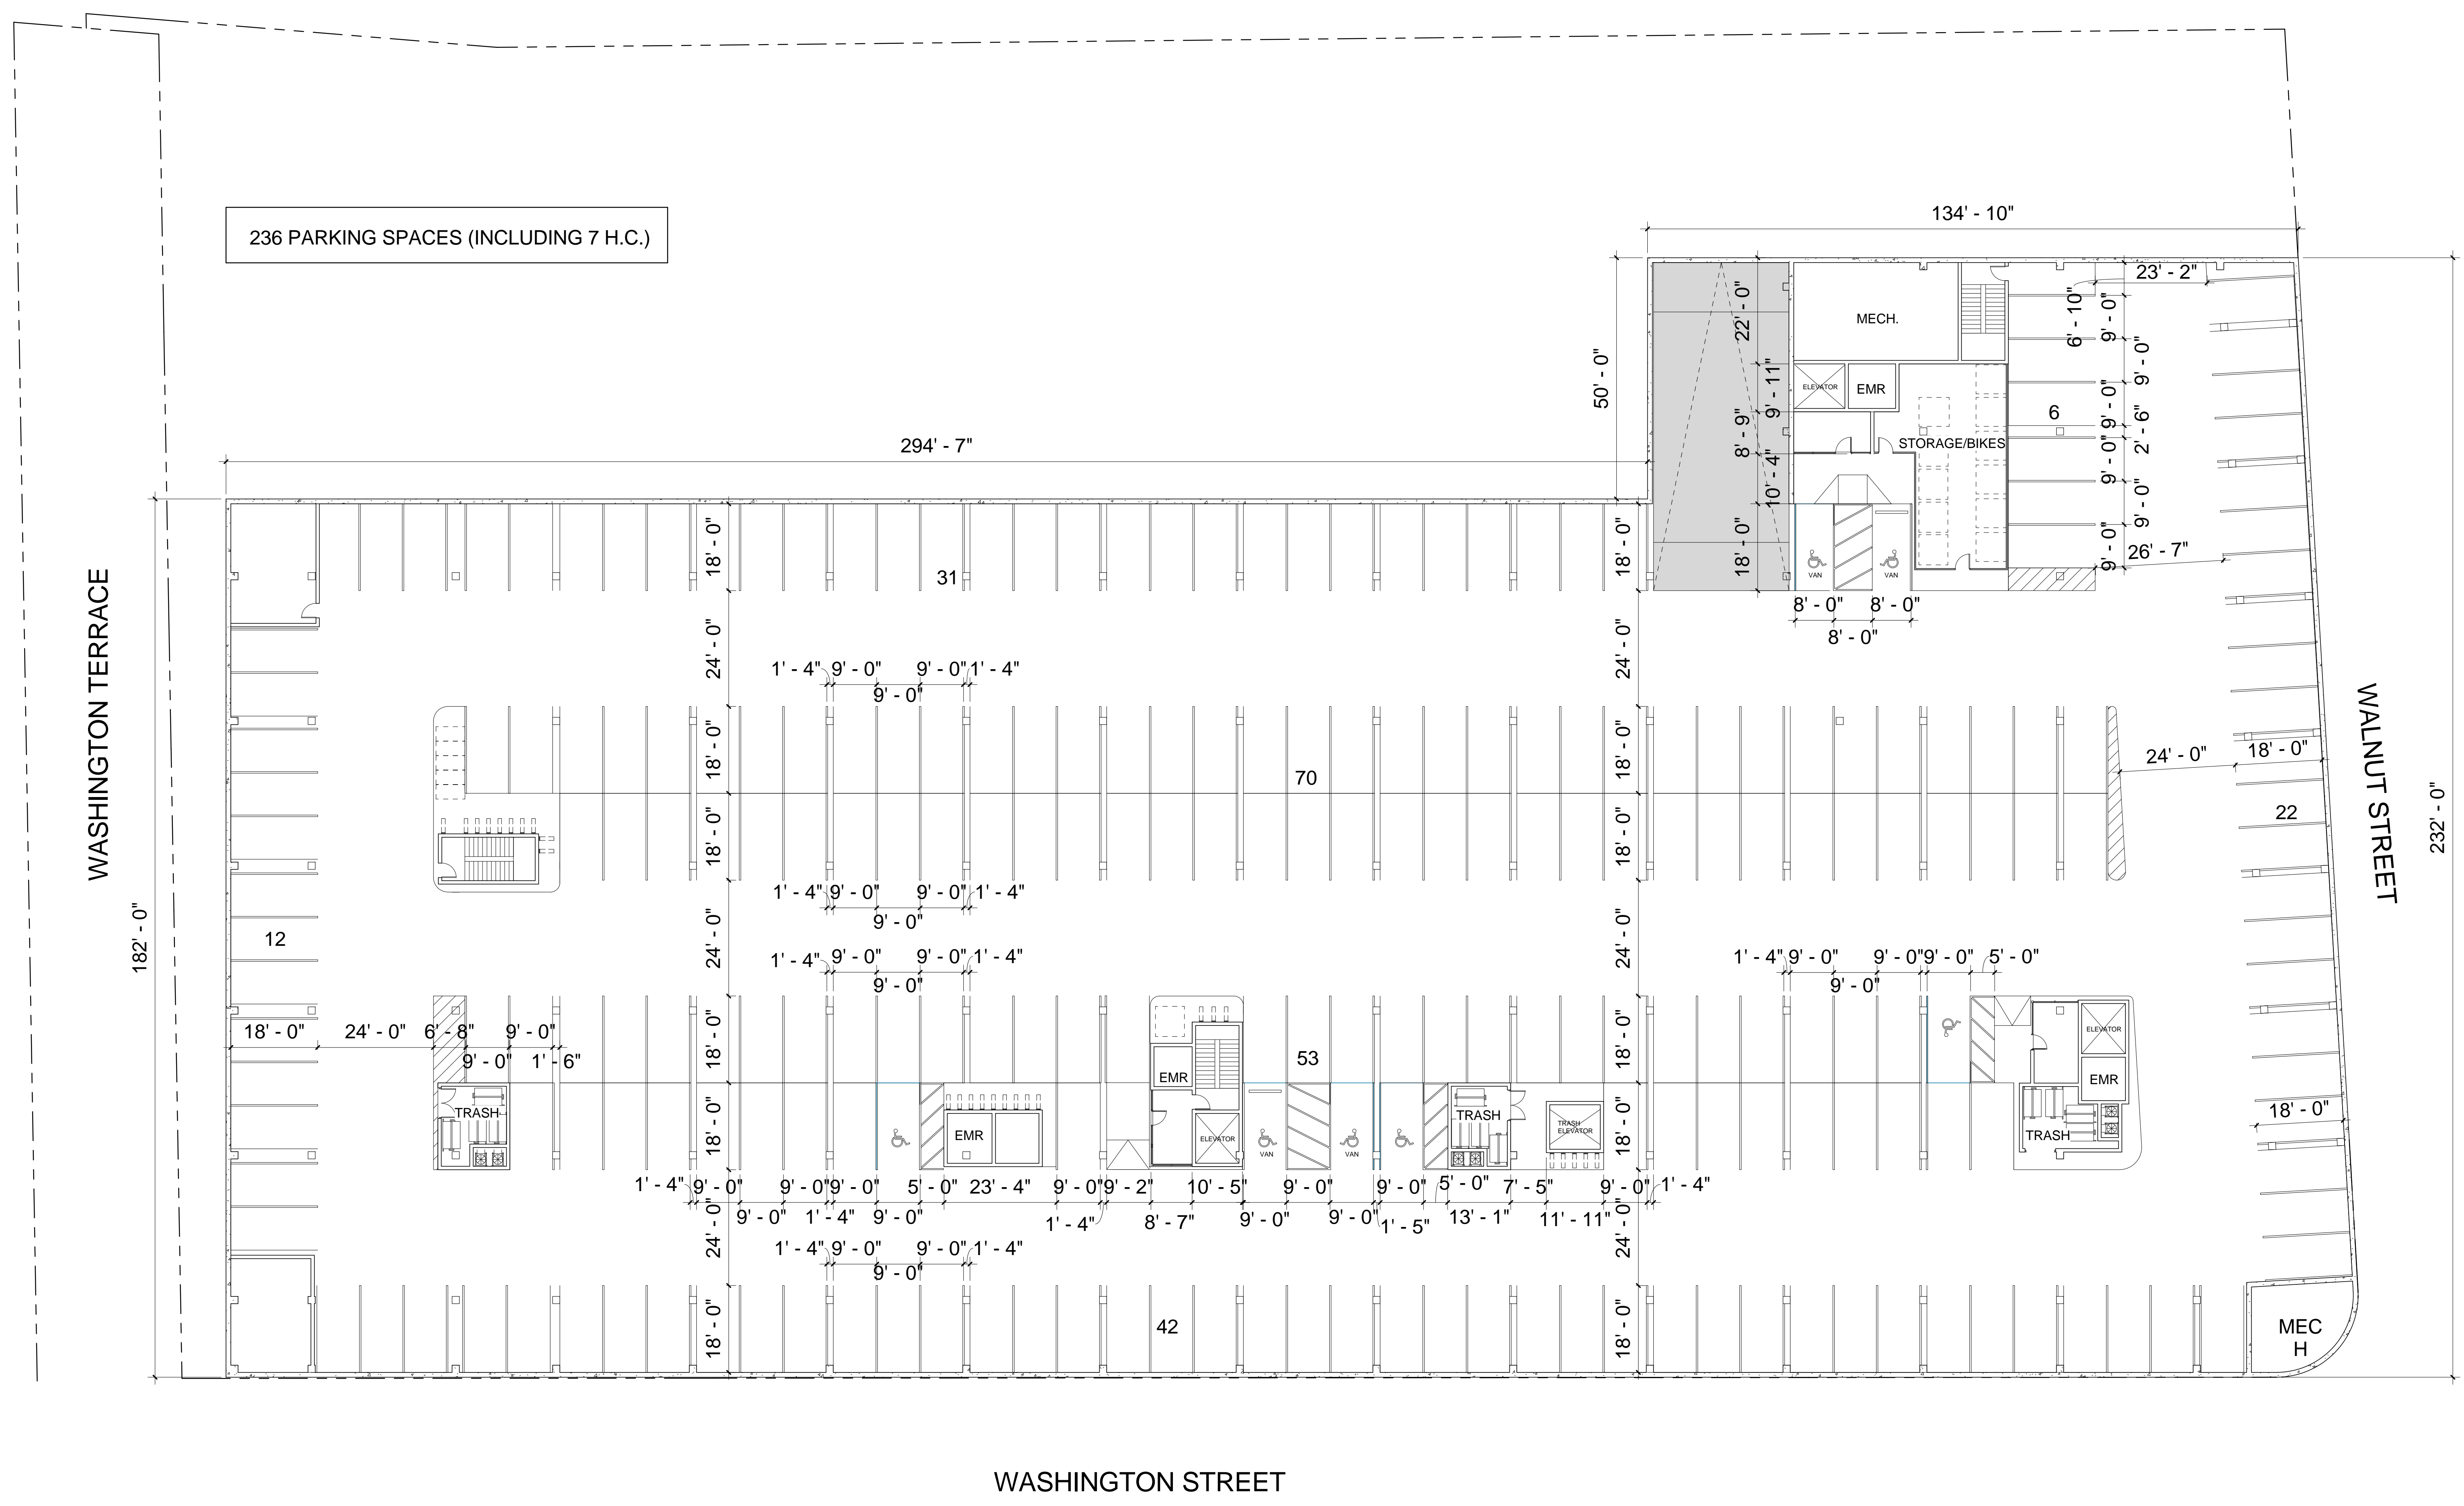 134' - 10"
236 PARKING SPACES (INCLUDING 7 H.C.)
23' - 2"
22' - 0"
MECH.
6' - 10"
9' - 0"
9' - 0"
50' - 0"
9' - 11"
ELEVATOR
EMR
9' - 0"
6
2' - 6"
8' - 9"
STORAGE/BIKES
294' - 7"
10' - 4"
9' - 0"
9' - 0"
18' - 0"
18' - 0"
18' - 0"
9' - 0"
26' - 7"
31
VAN
VAN
8' - 0"
8' - 0"
8' - 0"
WASHINGTON TERRACE
24' - 0"
24' - 0"
1' - 4"
9' - 0"
9' - 0"
1' - 4"
9' - 0"
WALNUT STREET
18' - 0"
18' - 0"
24' - 0"
18' - 0"
70
232' - 0"
22
18' - 0"
18' - 0"
1' - 4"
9' - 0"
9' - 0"
1' - 4"
9' - 0"
182' - 0"
12
24' - 0"
24' - 0"
1' - 4"
9' - 0"
9' - 0"
1' - 4"
9' - 0"
1' - 4"
9' - 0"
9' - 0"
9' - 0"
5' - 0"
9' - 0"
18' - 0"
24' - 0"
6' - 8"
9' - 0"
9' - 0"
1' - 6"
18' - 0"
18' - 0"
53
ELEVATOR
EMR
EMR
TRASH
18' - 0"
EMR
ELEVATOR
VAN
VAN
TRASH
TRASH
ELEVATOR
18' - 0"
TRASH
18' - 0"
1' - 4"
9' - 0"
9' - 0"
9' - 0"
5' - 0"
23' - 4"
9' - 0"
9' - 2"
10' - 5"
9' - 0"
9' - 0"
5' - 0"
7' - 5"
9' - 0"
1' - 4"
9' - 0"
1' - 4"
9' - 0"
1' - 4"
8' - 7"
9' - 0"
9' - 0"
1' - 5"
13' - 1"
11' - 11"
24' - 0"
24' - 0"
1' - 4"
9' - 0"
9' - 0"
1' - 4"
9' - 0"
18' - 0"
42
18' - 0"
MEC
H
WASHINGTON STREET